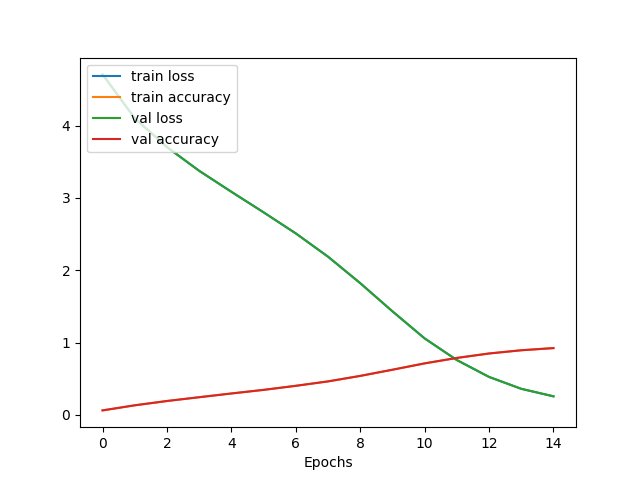 train loss
train accuracy
val loss
val accuracy
4
3
2
1
0
0 2 4 6 8 10 12 14
Epochs